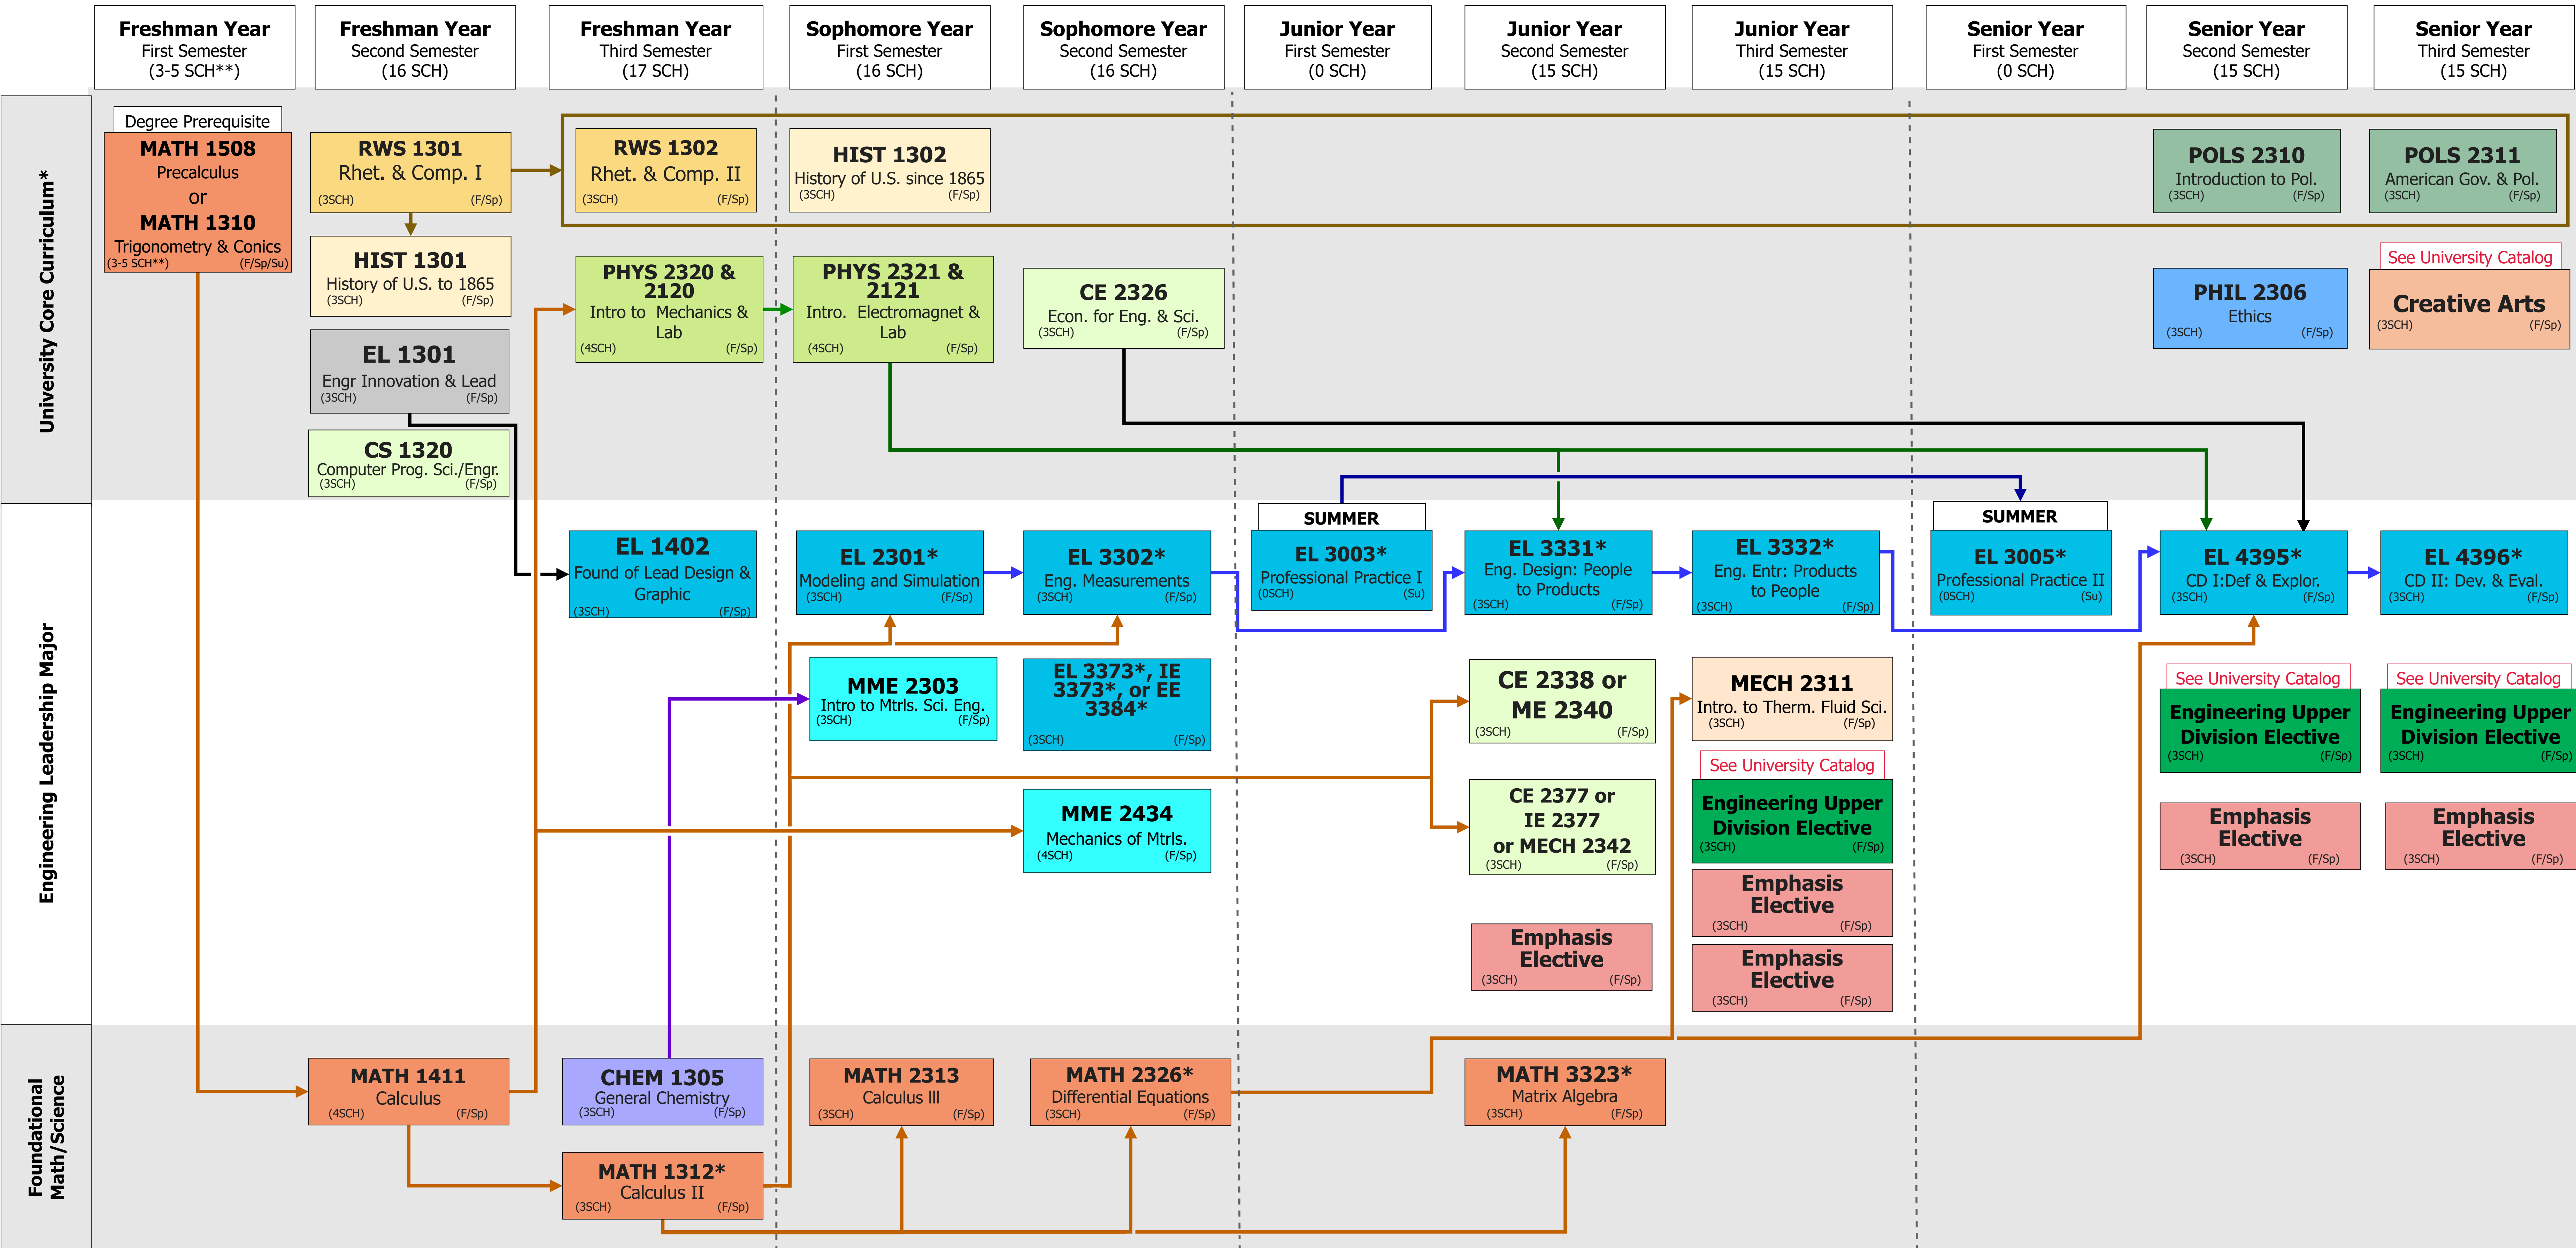 Freshman Year
First Semester
(3-5 SCH**)
Freshman Year
Second Semester
(16 SCH)
Freshman Year
Third Semester
(17 SCH)
Sophomore Year
First Semester
(16 SCH)
Sophomore Year
Second Semester
(16 SCH)
Junior Year
First Semester
(0 SCH)
Junior Year
Second Semester
(15 SCH)
Junior Year
Third Semester
(15 SCH)
Senior Year
First Semester
(0 SCH)
Senior Year
Second Semester
(15 SCH)
Senior Year
Third Semester
(15 SCH)
University Core Curriculum*
Degree Prerequisite
MATH 1508
Precalculus
or
MATH 1310
Trigonometry & Conics
(3-5 SCH**) (F/Sp/Su)
RWS 1301
Rhet. & Comp. I
(3SCH) (F/Sp)
RWS 1302
Rhet. & Comp. II
(3SCH) (F/Sp)
HIST 1302
History of U.S. since 1865
(3SCH) (F/Sp)
POLS 2310
Introduction to Pol.
(3SCH) (F/Sp)
POLS 2311
American Gov. & Pol.
(3SCH) (F/Sp)
HIST 1301
History of U.S. to 1865
(3SCH) (F/Sp)
PHYS 2320 &
2120
Intro to Mechanics &
Lab
(4SCH) (F/Sp)
PHYS 2321 &
2121
Intro. Electromagnet &
Lab
(4SCH) (F/Sp)
CE 2326
Econ. for Eng. & Sci.
(3SCH) (F/Sp)
PHIL 2306
Ethics
(3SCH) (F/Sp)
See University Catalog
Creative Arts
(3SCH) (F/Sp)
EL 1301
Engr Innovation & Lead
(3SCH) (F/Sp)
CS 1320
Computer Prog. Sci./Engr.
(3SCH) (F/Sp)
Engineering Leadership Major
EL 1402
Found of Lead Design &
Graphic
(3SCH) (F/Sp)
EL 2301*
Modeling and Simulation
(3SCH) (F/Sp)
EL 3302*
Eng. Measurements
(3SCH) (F/Sp)
SUMMER
EL 3003*
Professional Practice I
(0SCH) (Su)
EL 3331*
Eng. Design: People
to Products
(3SCH) (F/Sp)
EL 3332*
Eng. Entr: Products
to People
(3SCH) (F/Sp)
SUMMER
EL 3005*
Professional Practice II
(0SCH) (Su)
EL 4395*
CD I:Def & Explor.
(3SCH) (F/Sp)
EL 4396*
CD II: Dev. & Eval.
(3SCH) (F/Sp)
MME 2303
Intro to Mtrls. Sci. Eng.
(3SCH) (F/Sp)
EL 3373*, IE
3373*, or EE
3384*
(3SCH) (F/Sp)
CE 2338 or
ME 2340
(3SCH) (F/Sp)
MECH 2311
Intro. to Therm. Fluid Sci.
(3SCH) (F/Sp)
See University Catalog
Engineering Upper
Division Elective
(3SCH) (F/Sp)
See University Catalog
Engineering Upper
Division Elective
(3SCH) (F/Sp)
MME 2434
Mechanics of Mtrls.
(4SCH) (F/Sp)
CE 2377 or
IE 2377
or MECH 2342
(3SCH) (F/Sp)
See University Catalog
Engineering Upper
Division Elective
(3SCH) (F/Sp)
Emphasis
Elective
(3SCH) (F/Sp)
Emphasis
Elective
(3SCH) (F/Sp)
Emphasis
Elective
(3SCH) (F/Sp)
Emphasis
Elective
(3SCH) (F/Sp)
Emphasis
Elective
(3SCH) (F/Sp)
Foundational
Math/Science
MATH 1411
Calculus
(4SCH) (F/Sp)
CHEM 1305
General Chemistry
(3SCH) (F/Sp)
MATH 2313
Calculus lll
(3SCH) (F/Sp)
MATH 2326*
Differential Equations
(3SCH) (F/Sp)
MATH 3323*
Matrix Algebra
(3SCH) (F/Sp)
MATH 1312*
Calculus II
(3SCH) (F/Sp)